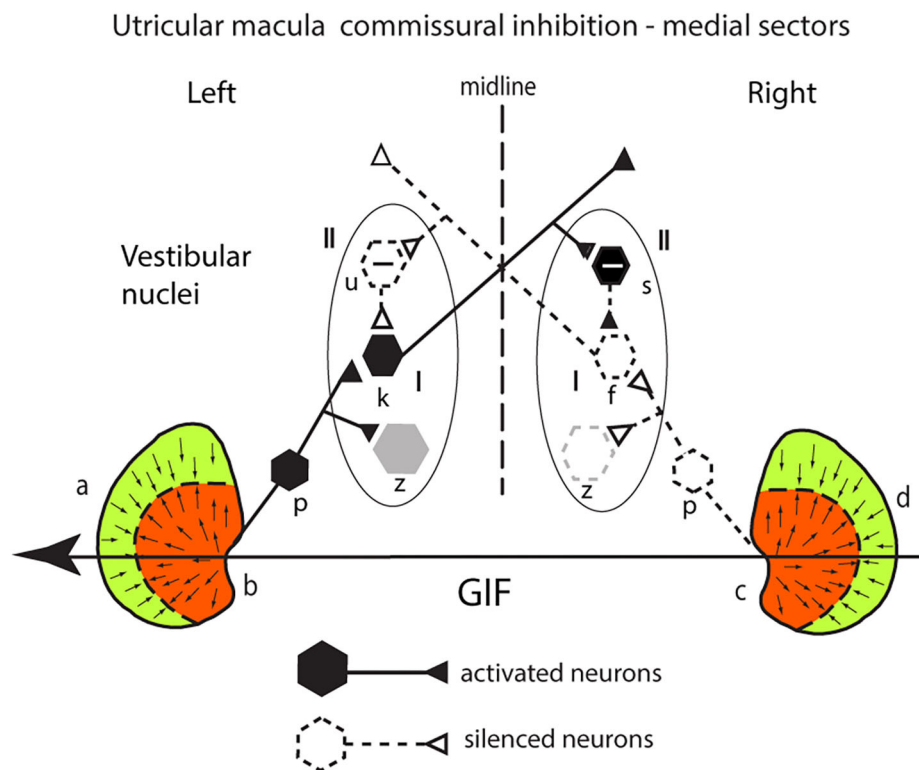 Utricular macula commissural inhibition - medial sectors
Left
midline
Right
Vestibular
nuclei
II
II
u
s
I
I
k
f
a
z
z
d
p
p
b
c
GIF
activated neurons
silenced neurons